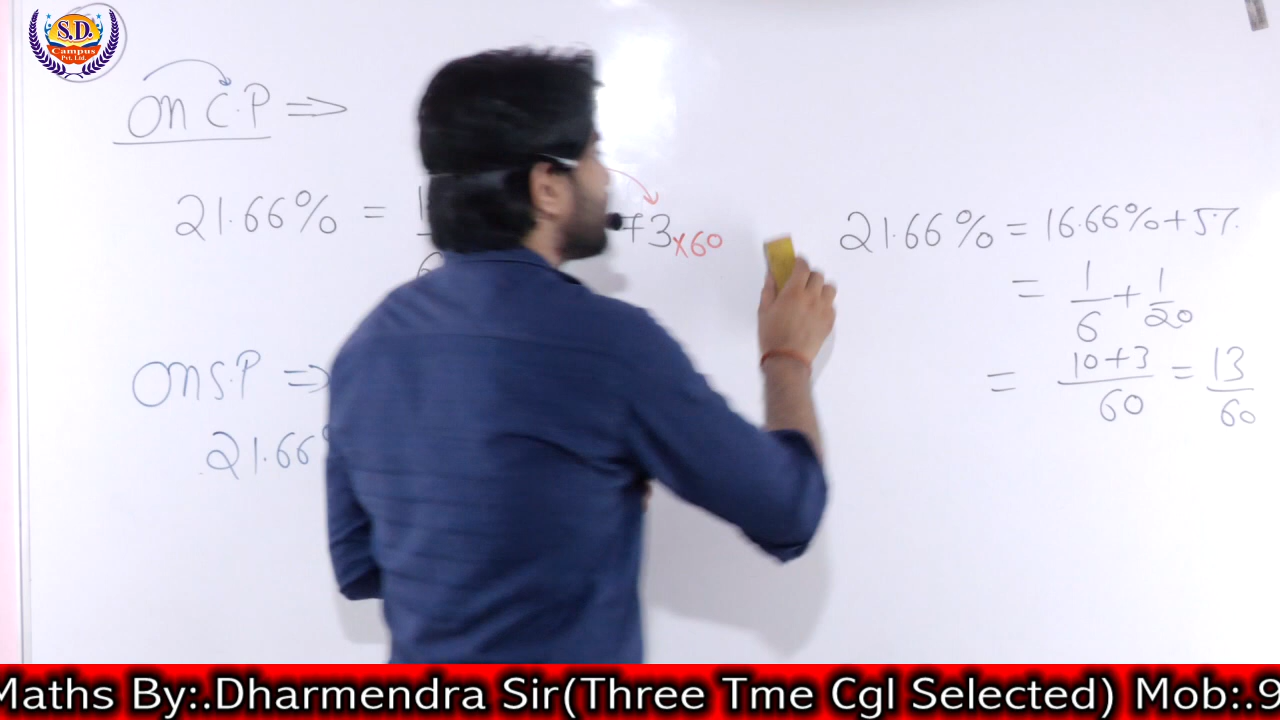 S.D.
Campus
Pvt. Ltd.
ON C.P ⇒
21.66% =
+3 ×60
21.66% = 16.66% + 5%
= 1/6 + 1/20
= 10+3/60 = 13/60
ON S.P ⇒
21.66
Maths By:.Dharmendra Sir(Three Tme Cgl Selected) Mob:.9